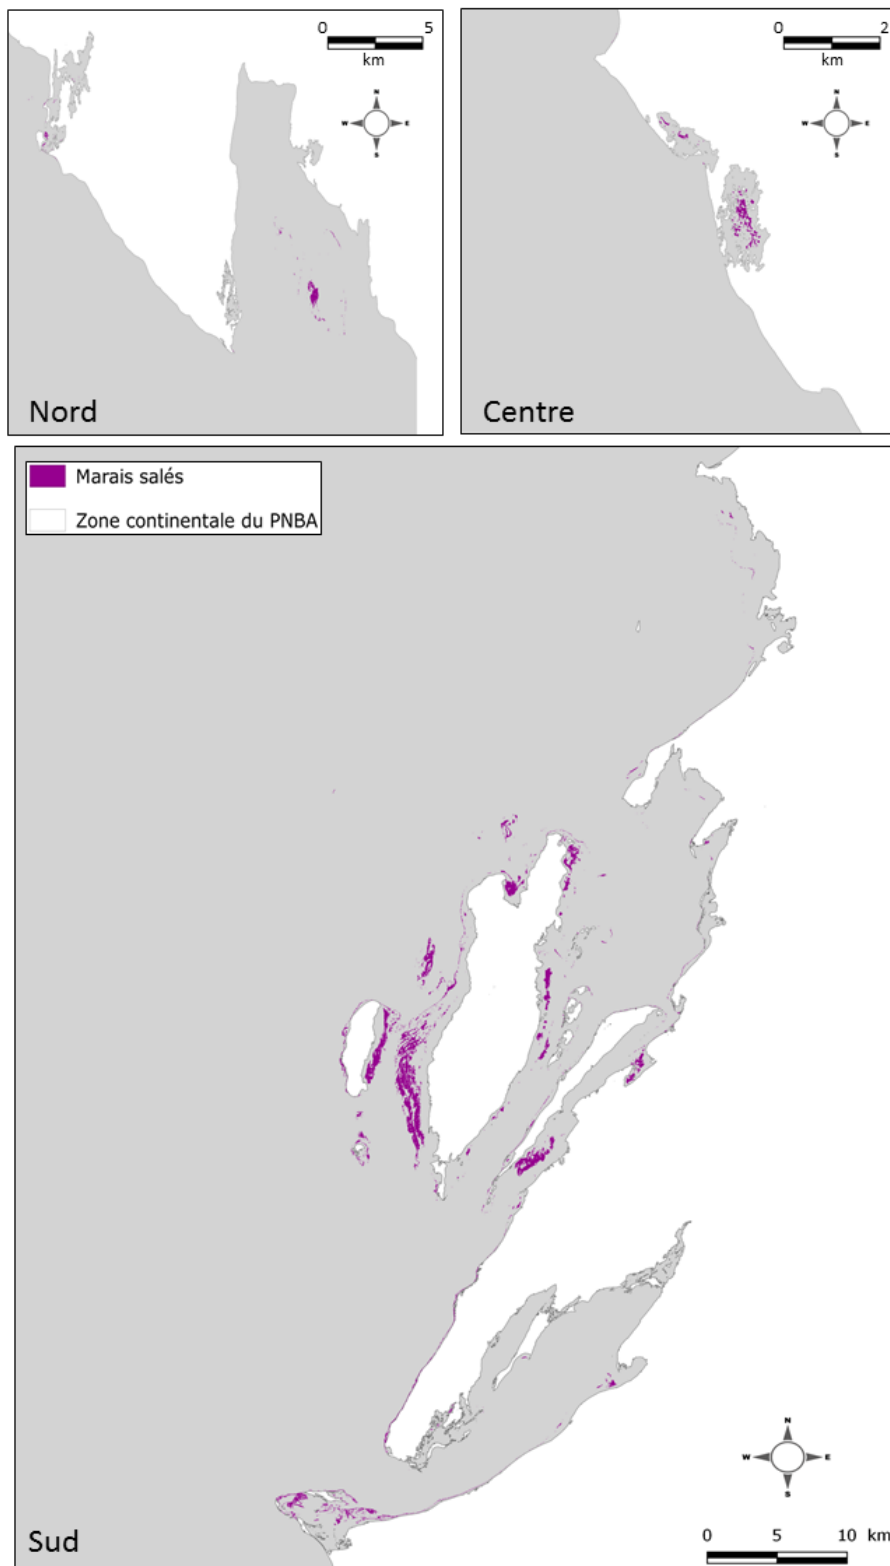 0 5
km
N
W E
S
Nord
0 2
km
N
W E
S
Centre
Marais salés
Zone continentale du PNBA
N
W E
S
Sud
0 5 10 km